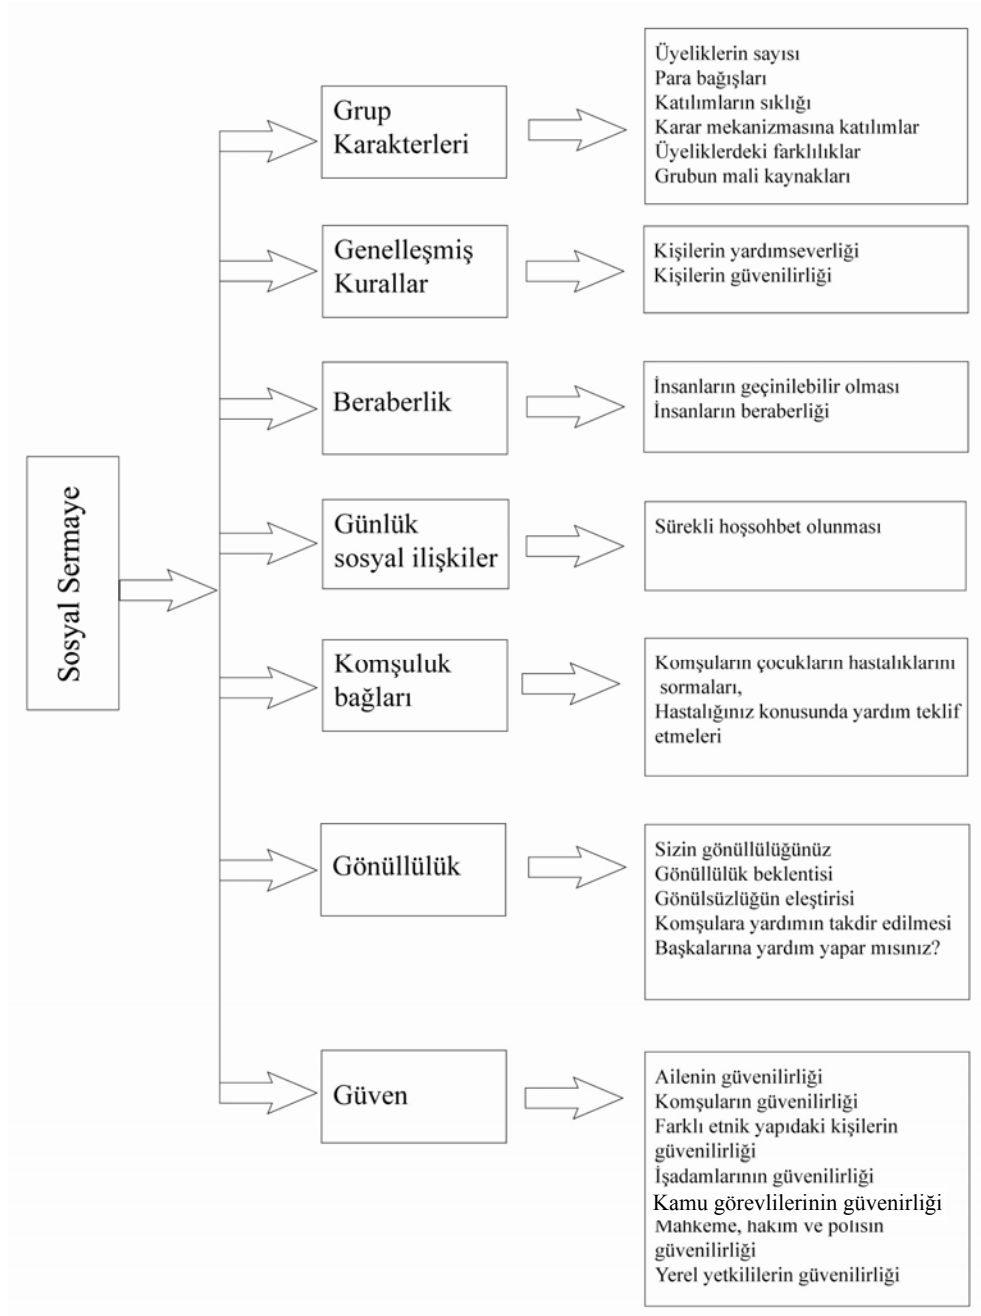 Sosyal Sermaye
Grup
Karakterleri
Üyeliklerin sayısı
Para bağışları
Katılımların sıklığı
Karar mekanizmasına katılımlar
Üyeliklerdeki farklılıklar
Grubun mali kaynakları
Genelleşmiş
Kurallar
Kişilerin yardımseverliği
Kişilerin güvenilirliği
Beraberlik
İnsanların geçinilebilir olması
İnsanların beraberliği
Günlük
sosyal ilişkiler
Sürekli hoşsohbet olunması
Komşuluk
bağları
Komşuların çocukların hastalıklarını
sormaları,
Hastalığınız konusunda yardım teklif
etmeleri
Gönüllülük
Sizin gönüllülüğünüz
Gönüllülük beklentisi
Gönülsüzlüğün eleştirisi
Komşulara yardımın takdir edilmesi
Başkalarına yardım yapar mısınız?
Güven
Ailenin güvenilirliği
Komşuların güvenilirliği
Farklı etnik yapıdaki kişilerin
güvenilirliği
İşadamlarının güvenilirliği
Kamu görevlilerinin güvenirliği
Mahkeme, hakim ve polisin
güvenilirliği
Yerel yetkililerin güvenilirliği